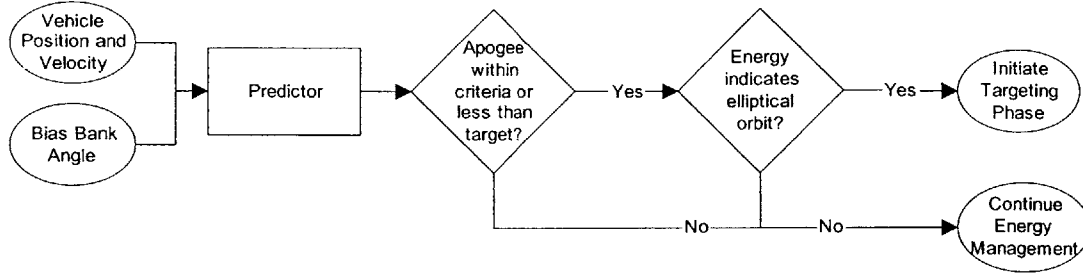 Vehicle
Position and
Velocity
Bias Bank
Angle
Predictor
Apogee
within
criteria or
less than
target?
Yes
Energy
indicates
elliptical
orbit?
Yes
Initiate
Targeting
Phase
No
No
Continue
Energy
Management